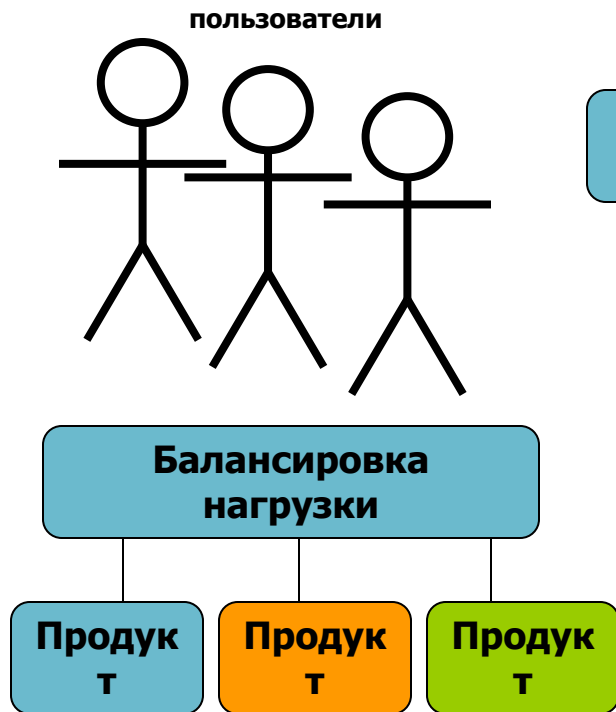 пользователи
Балансировка
нагрузки
Продук Продук Продук
т т т